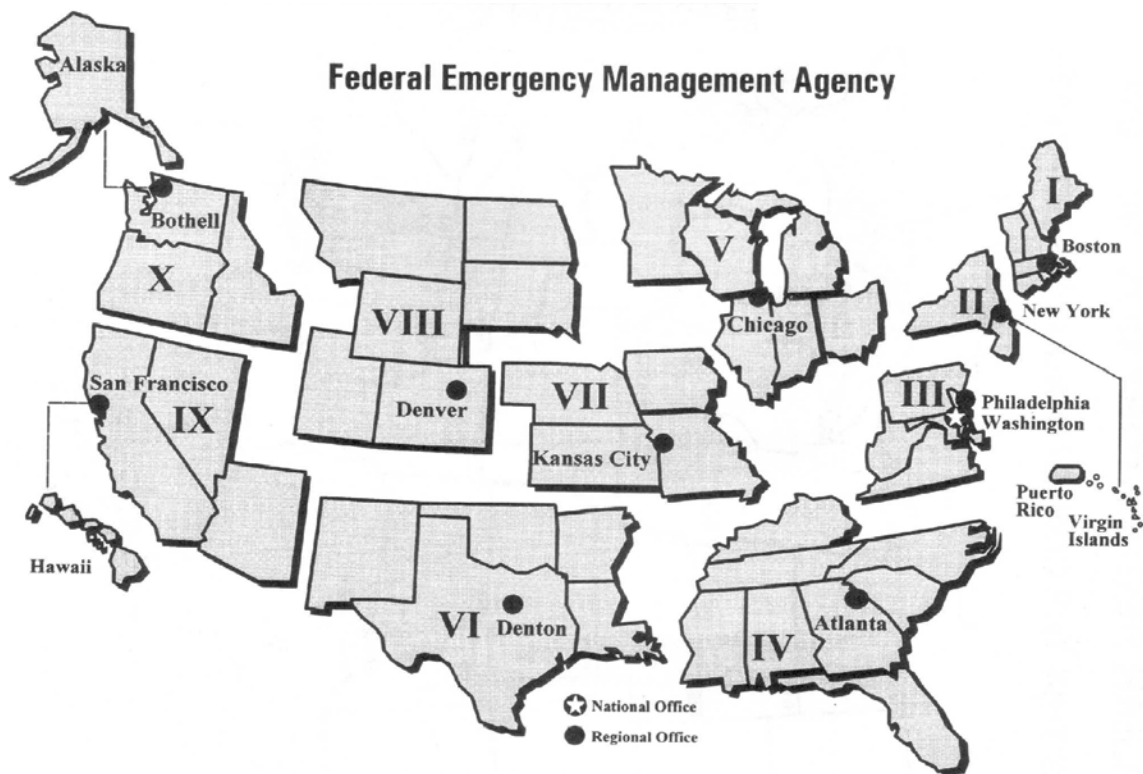 Federal Emergency Management Agency
Alaska
Bothell
X
I
Boston
V
II
New York
VIII
Chicago
San Francisco
IX
Denver
VII
III
Philadelphia
Washington
Kansas City
Puerto
Rico
Virgin
Islands
Hawaii
VI
Denton
IV
Atlanta
National Office
Regional Office